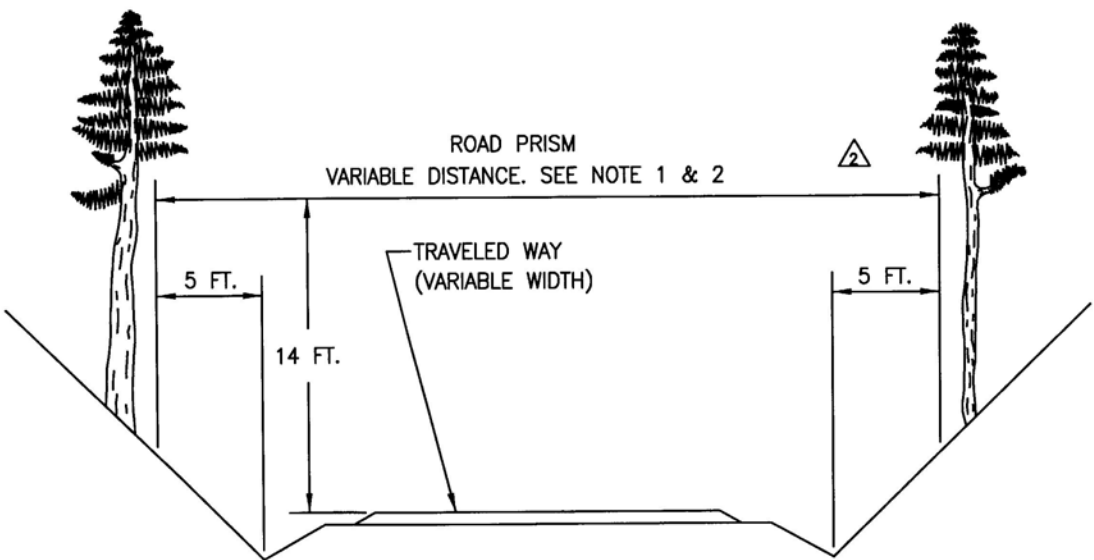 ROAD PRISM
VARIABLE DISTANCE. SEE NOTE 1 & 2
2
TRAVELED WAY
(VARIABLE WIDTH)
5 FT.
5 FT.
14 FT.